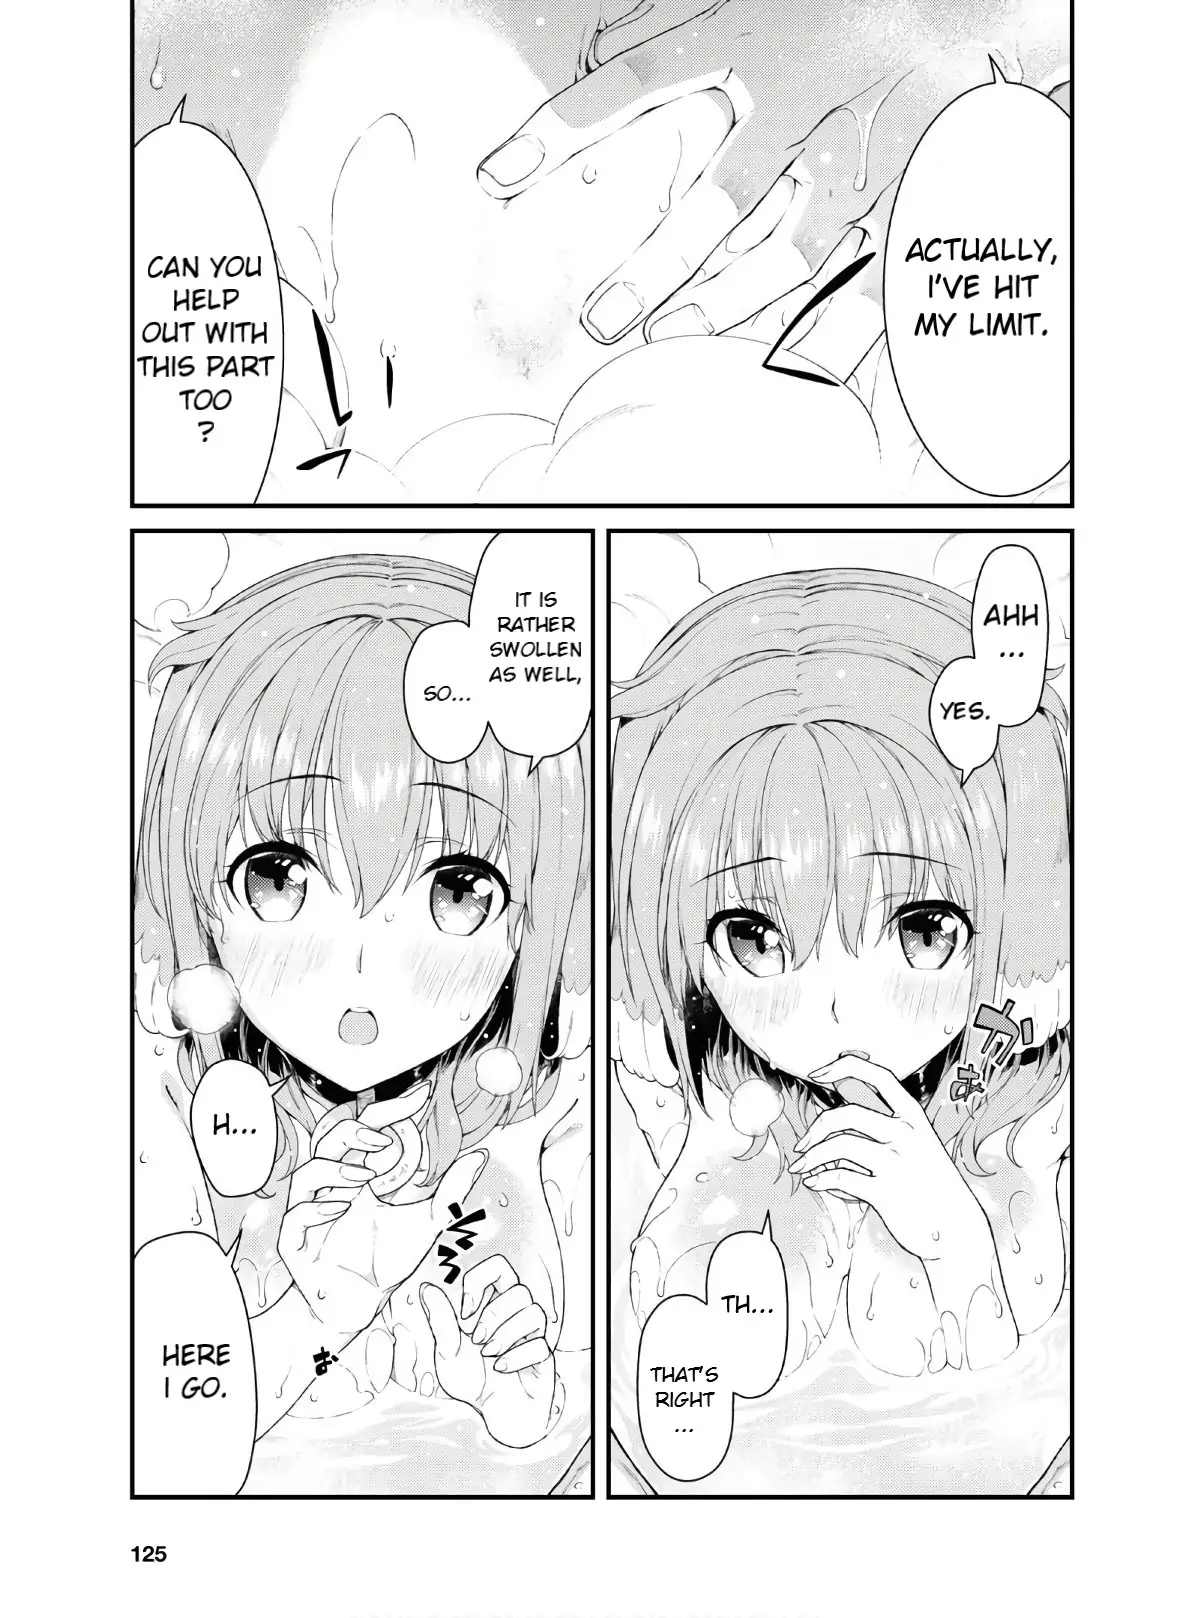 ACTUALLY,
I'VE HIT
MY LIMIT.
CAN YOU
HELP
OUT WITH
THIS PART
TOO
?
AHH
...
YES.
TH...
THAT'S
RIGHT
...
IT IS
RATHER
SWOLLEN
AS WELL,
SO...
H...
HERE
I GO.
125